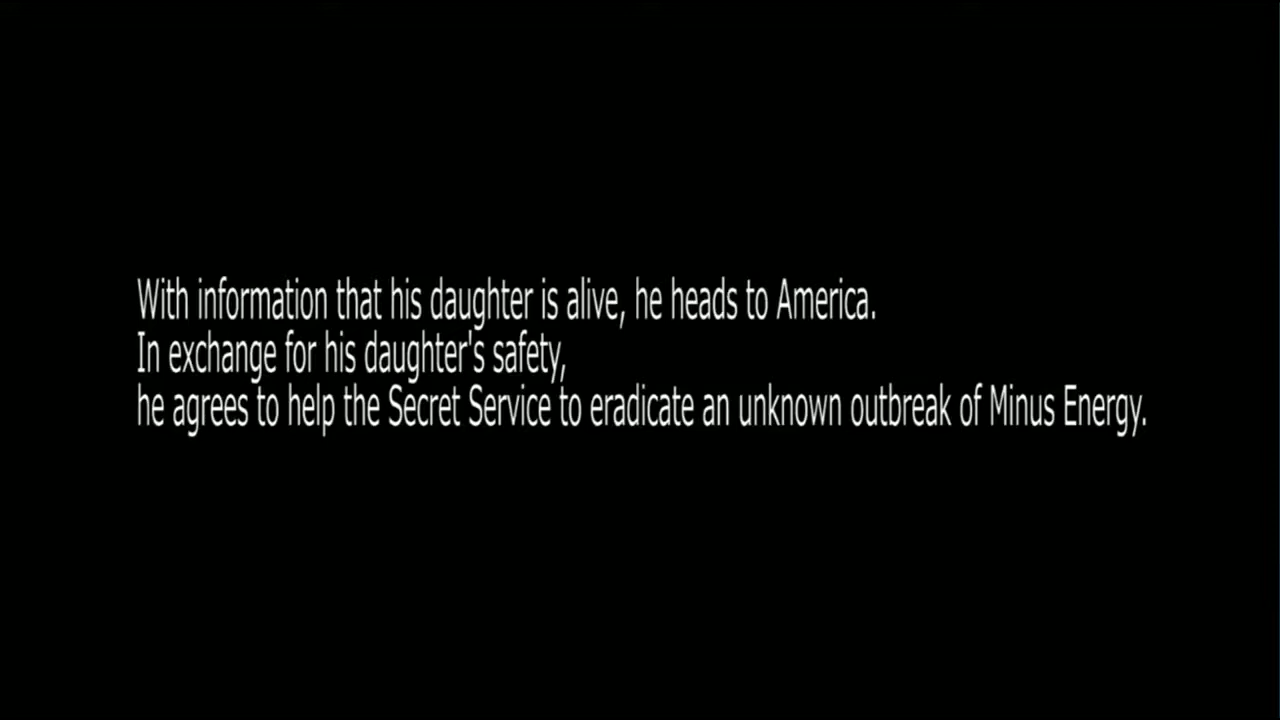 With information that his daughter is alive, he heads to America.
In exchange for his daughter's safety,
he agrees to help the Secret Service to eradicate an unknown outbreak of Minus Energy.